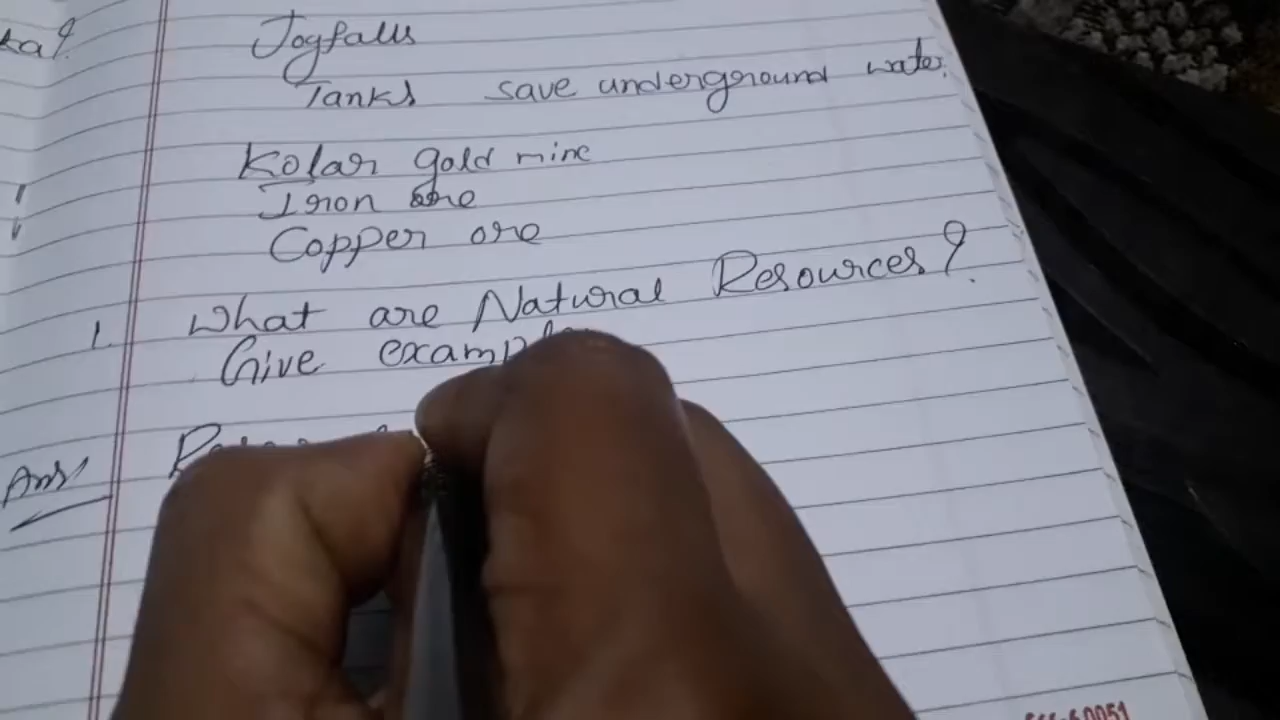 Jogfalls
Tanks save underground water.
Kolar gold mine
Iron ore
Copper ore
1. What are Natural Resources?
Give
Ans